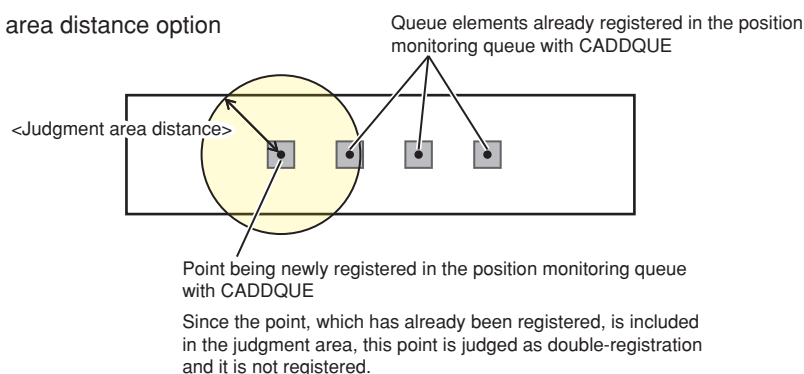 area distance option
Queue elements already registered in the position
monitoring queue with CADDQUE
<Judgment area distance>
Point being newly registered in the position monitoring queue
with CADDQUE
Since the point, which has already been registered, is included
in the judgment area, this point is judged as double-registration
and it is not registered.